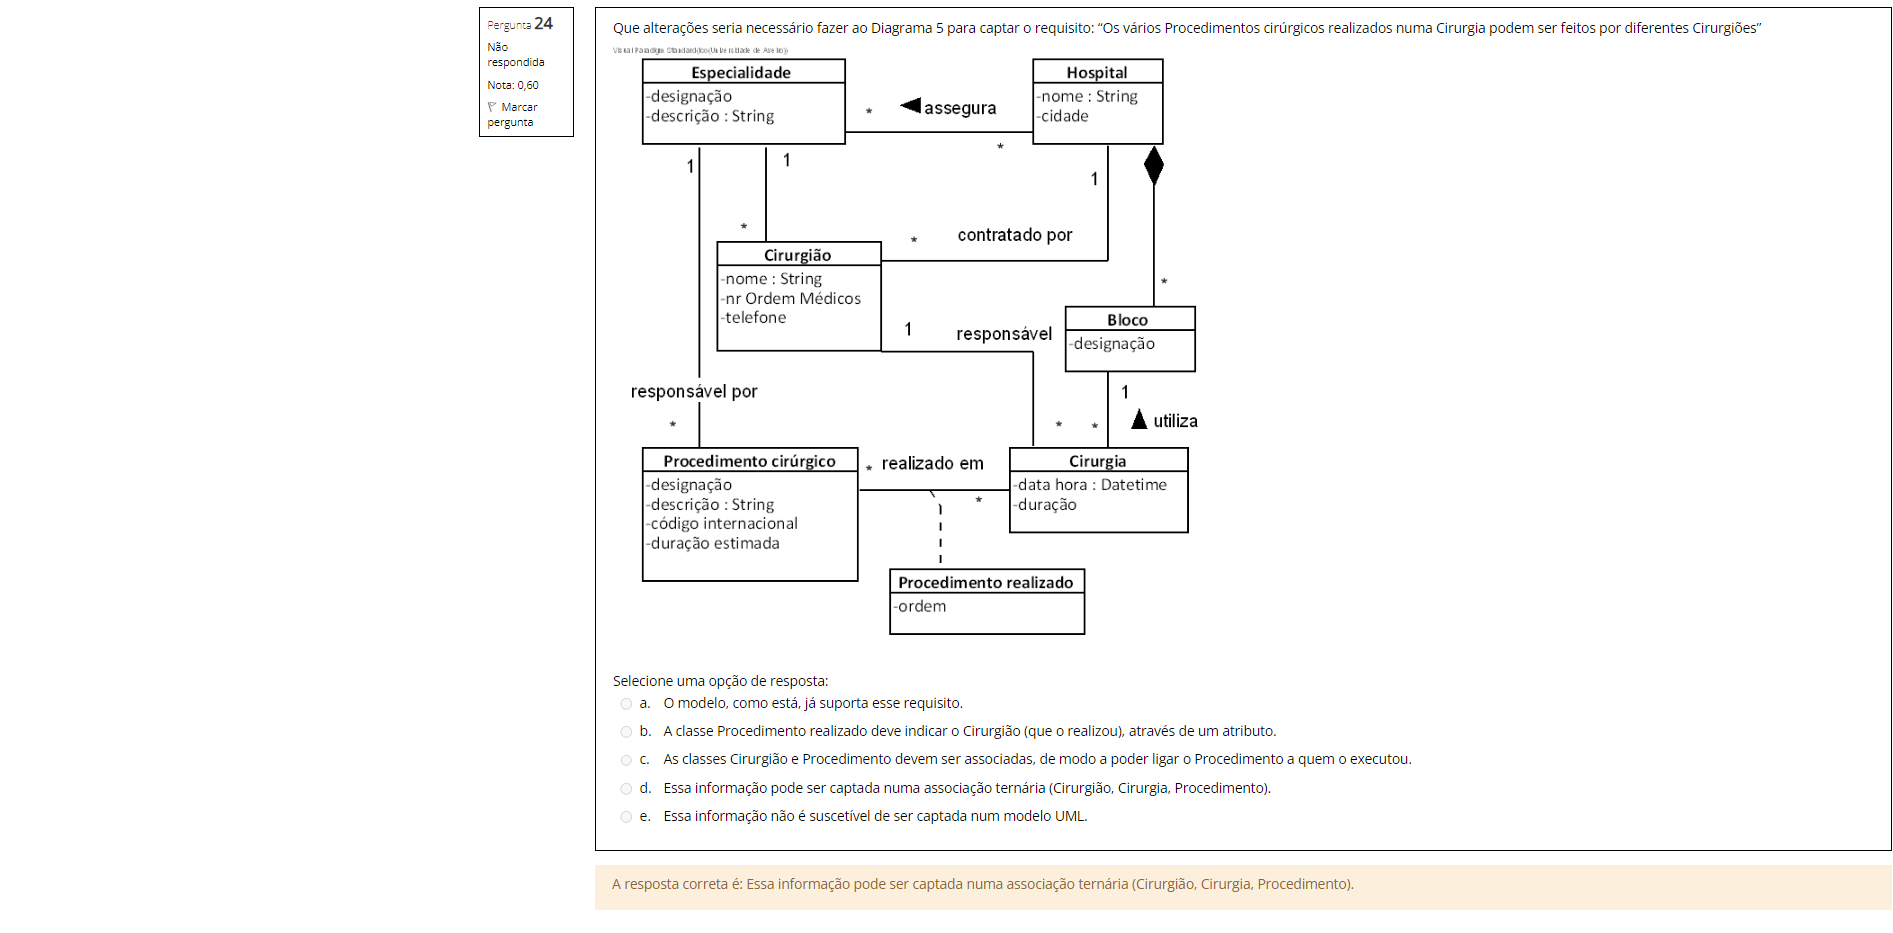 Pergunta 24
Não
respondida
Nota: 0,60
Marcar
pergunta
Que alterações seria necessário fazer ao Diagrama 5 para captar o requisito: “Os vários Procedimentos cirúrgicos realizados numa Cirurgia podem ser feitos por diferentes Cirurgiões”
Visual Paradigm Standard(ico(Universidade de Aveiro))
Especialidade
-designação
-descrição : String
* assegura
*
Hospital
-nome : String
-cidade
1
1
1
*
* contratado por
Cirurgião
-nome : String
-nr Ordem Médicos
-telefone
*
1 responsável
Bloco
-designação
responsável por
1
*
*
*
utiliza
Procedimento cirúrgico
-designação
-descrição : String
-código internacional
-duração estimada
* realizado em
*
Cirurgia
-data hora : Datetime
-duração
Procedimento realizado
-ordem
Selecione uma opção de resposta:
a. O modelo, como está, já suporta esse requisito.
b. A classe Procedimento realizado deve indicar o Cirurgião (que o realizou), através de um atributo.
c. As classes Cirurgião e Procedimento devem ser associadas, de modo a poder ligar o Procedimento a quem o executou.
d. Essa informação pode ser captada numa associação ternária (Cirurgião, Cirurgia, Procedimento).
e. Essa informação não é suscetível de ser captada num modelo UML.
A resposta correta é: Essa informação pode ser captada numa associação ternária (Cirurgião, Cirurgia, Procedimento).